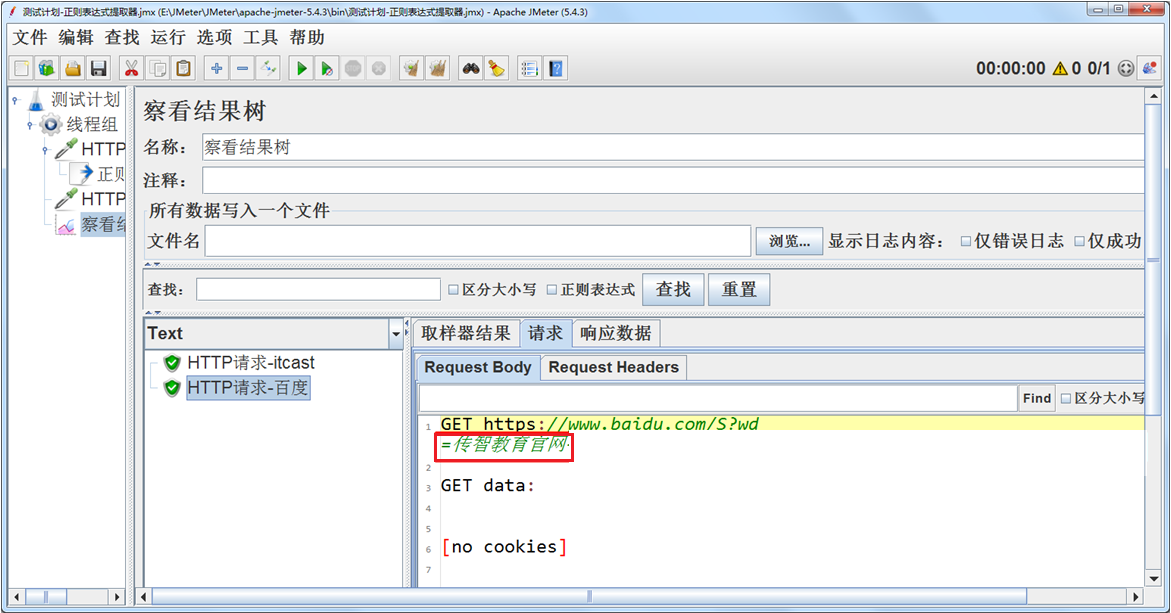 测试计划-正则表达式提取器.jmx (E:\JMeter\JMeter\apache-jmeter-5.4.3\bin\测试计划-正则表达式提取器.jmx) - Apache JMeter (5.4.3)
文件 编辑 查找 运行 选项 工具 帮助
00:00:00 0 0/1
测试计划
线程组
HTTP
正则
HTTP
察看结
察看结果树
名称： 察看结果树
注释：
所有数据写入一个文件
文件名 浏览... 显示日志内容： 仅错误日志 仅成功
查找： 区分大小写 正则表达式 查找 重置
Text
HTTP请求-itcast
HTTP请求-百度
取样器结果 请求 响应数据
Request Body Request Headers
Find 区分大小写
1 GET https://www.baidu.com/S?wd
=传智教育官网
2
3 GET data:
4
5
6 [no cookies]
7